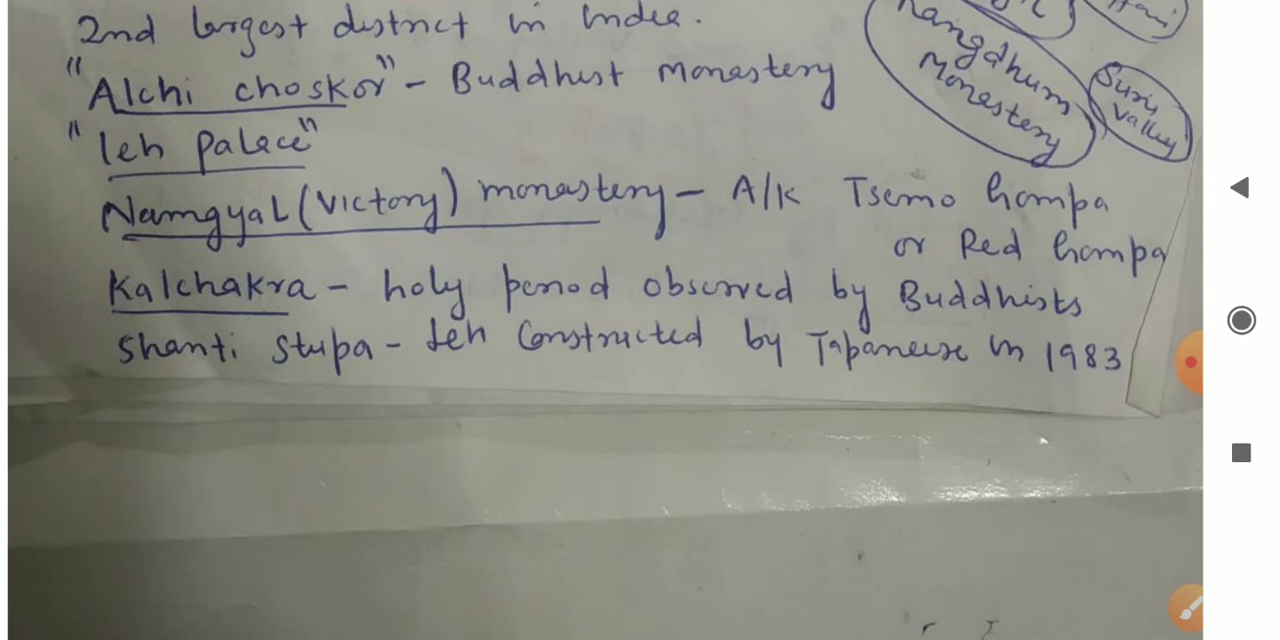 2nd largest district in India.
"Alchi choskor" - Buddhist Monastery
"leh palace"
Namgyal (Victory) monastery - A/k Tsemo Gompa
or Red Gompa
Kalchakra - holy period observed by Buddhists
Shanti Stupa - Leh Constructed by Japanese in 1983
Rangdhum
Monastery
Suru
Valley